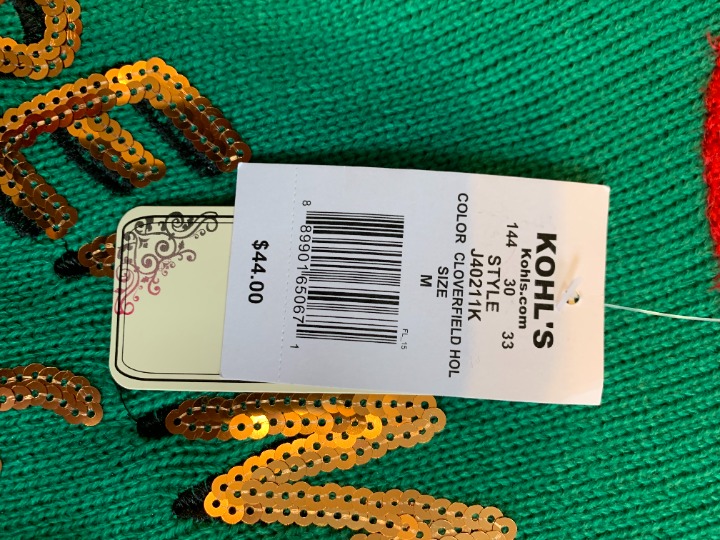 KOHL'S
Kohls.com
144 30 33
STYLE
J40211K
COLOR CLOVERFIELD HOL
SIZE
M
FL 15
8 89901 65067 1
$44.00